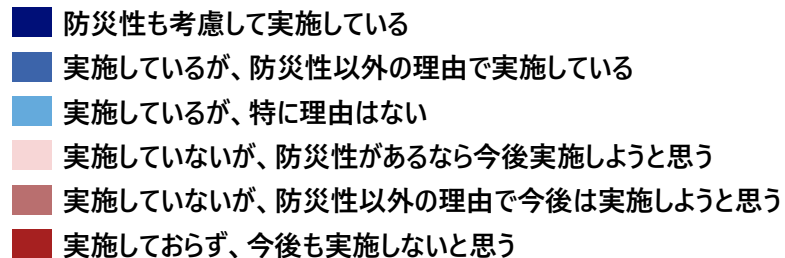 防災性も考慮して実施している
実施しているが、防災性以外の理由で実施している
実施しているが、特に理由はない
実施していないが、防災性があるなら今後実施しようと思う
実施していないが、防災性以外の理由で今後は実施しようと思う
実施しておらず、今後も実施しないと思う